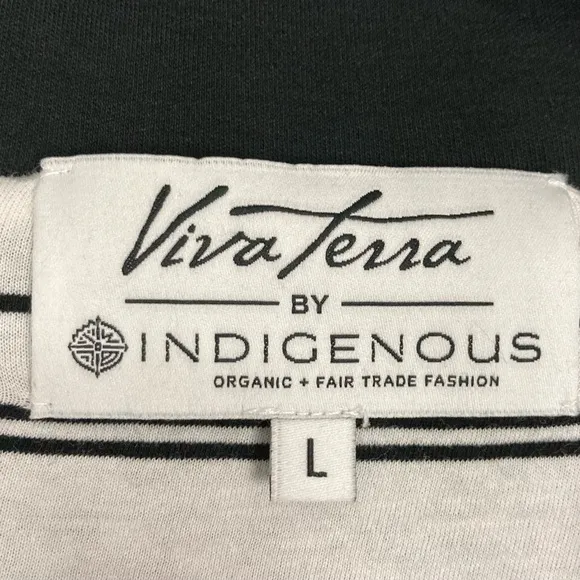 Viva Terra
BY
INDIGENOUS
ORGANIC + FAIR TRADE FASHION
L